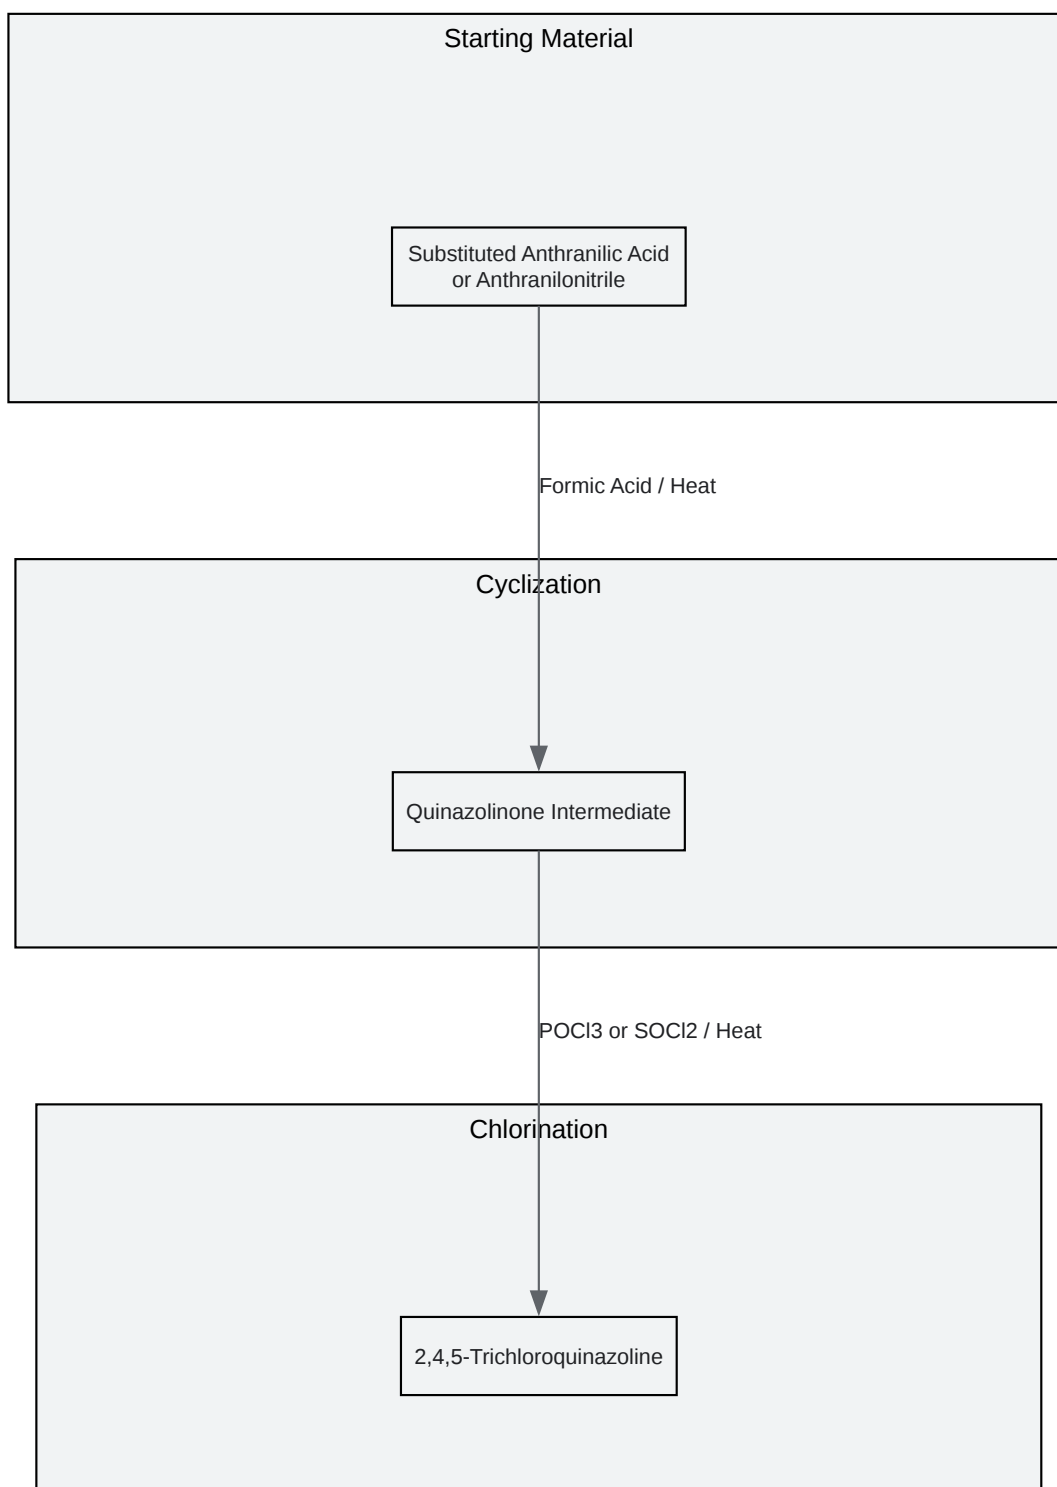 Starting Material
Substituted Anthranilic Acid
or Anthranilonitrile
Formic Acid / Heat
Cyclization
Quinazolinone Intermediate
POCl3 or SOCl2 / Heat
Chlorination
2,4,5-Trichloroquinazoline